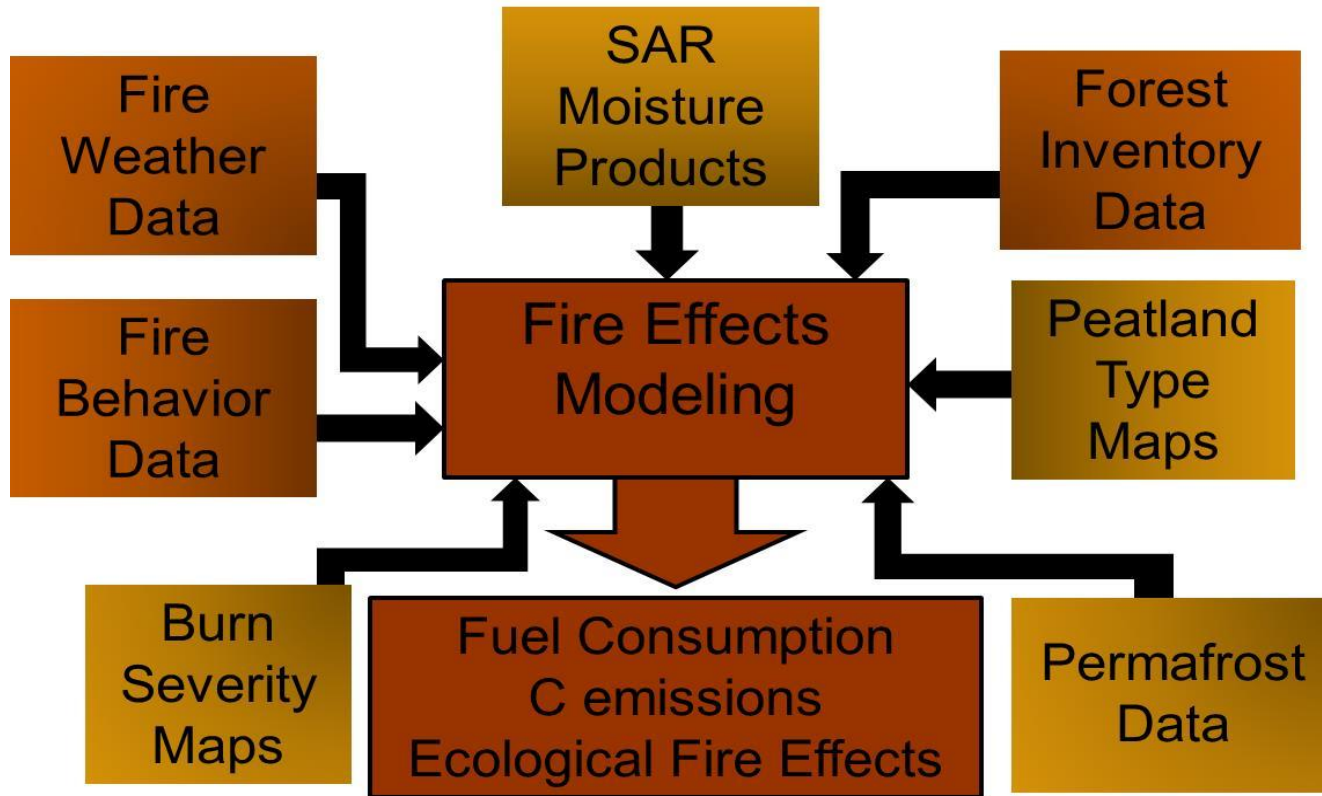 SAR
Moisture
Products
Fire
Weather
Data
Forest
Inventory
Data
Fire Effects
Modeling
Fire
Behavior
Data
Peatland
Type
Maps
Burn
Severity
Maps
Fuel Consumption
C emissions
Ecological Fire Effects
Permafrost
Data